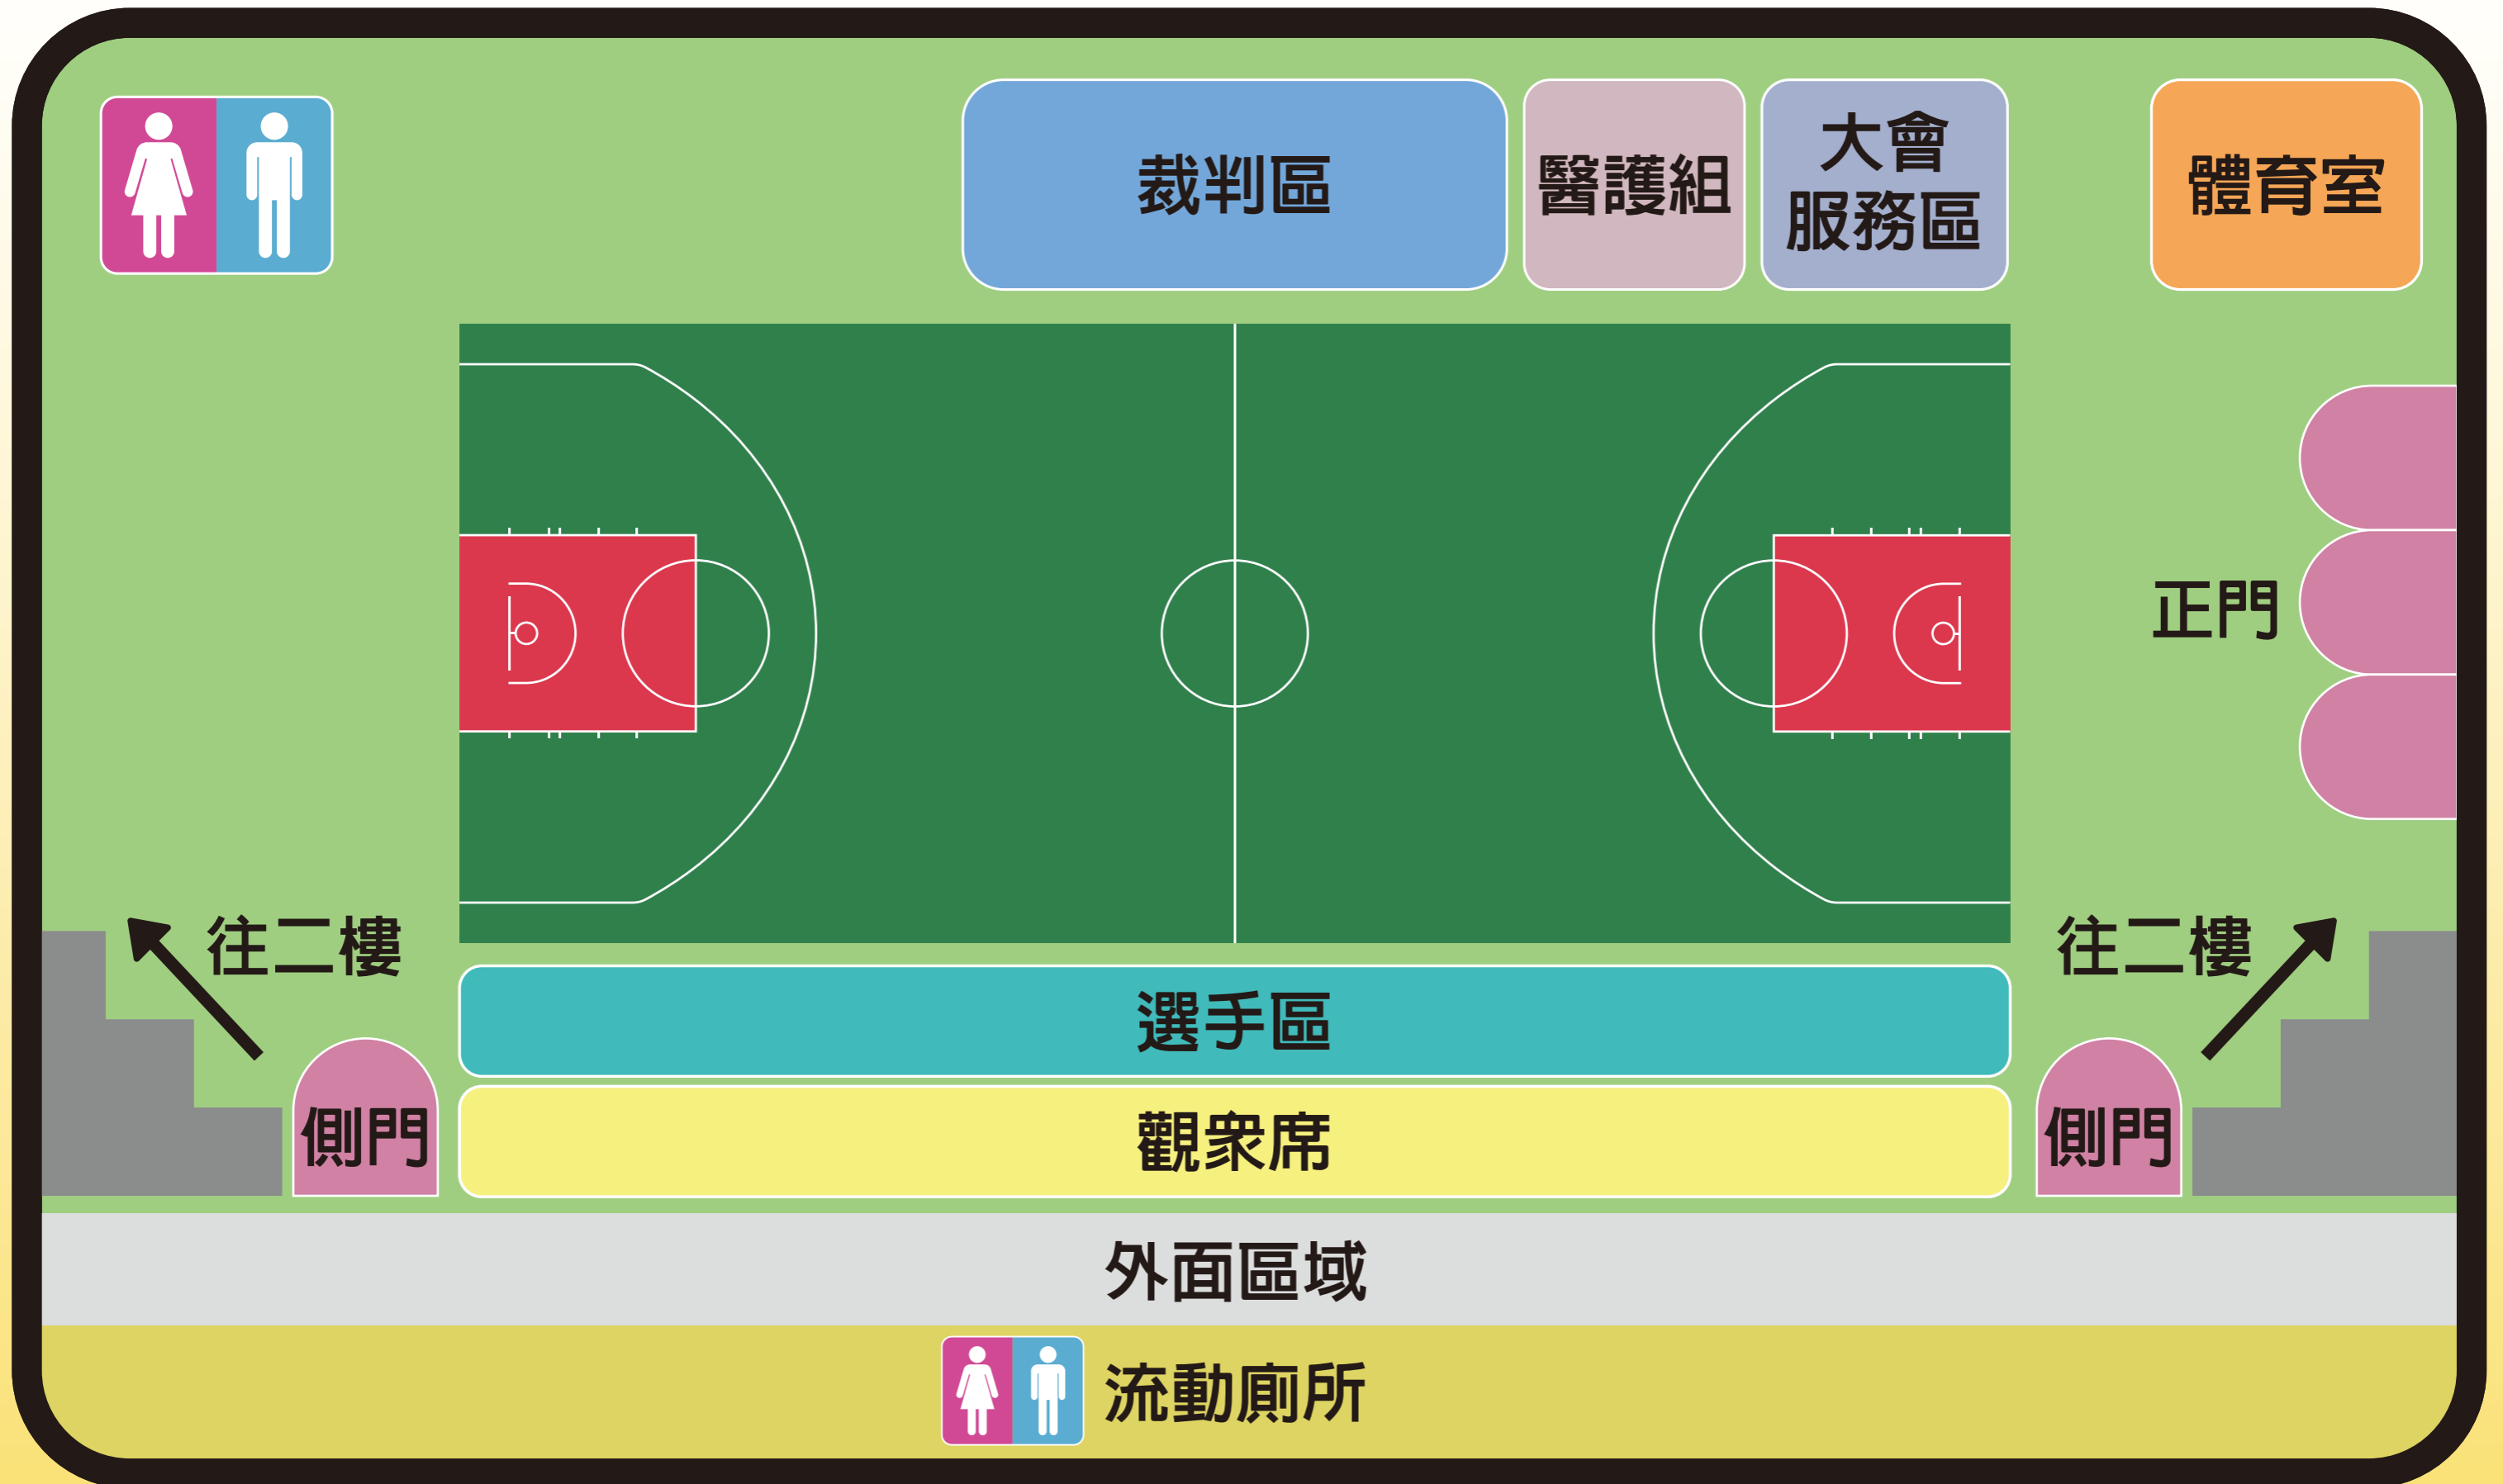 裁判區
醫護組
大會
服務區
體育室
正門
往二樓
往二樓
選手區
側門
側門
觀衆席
外面區域
流動廁所